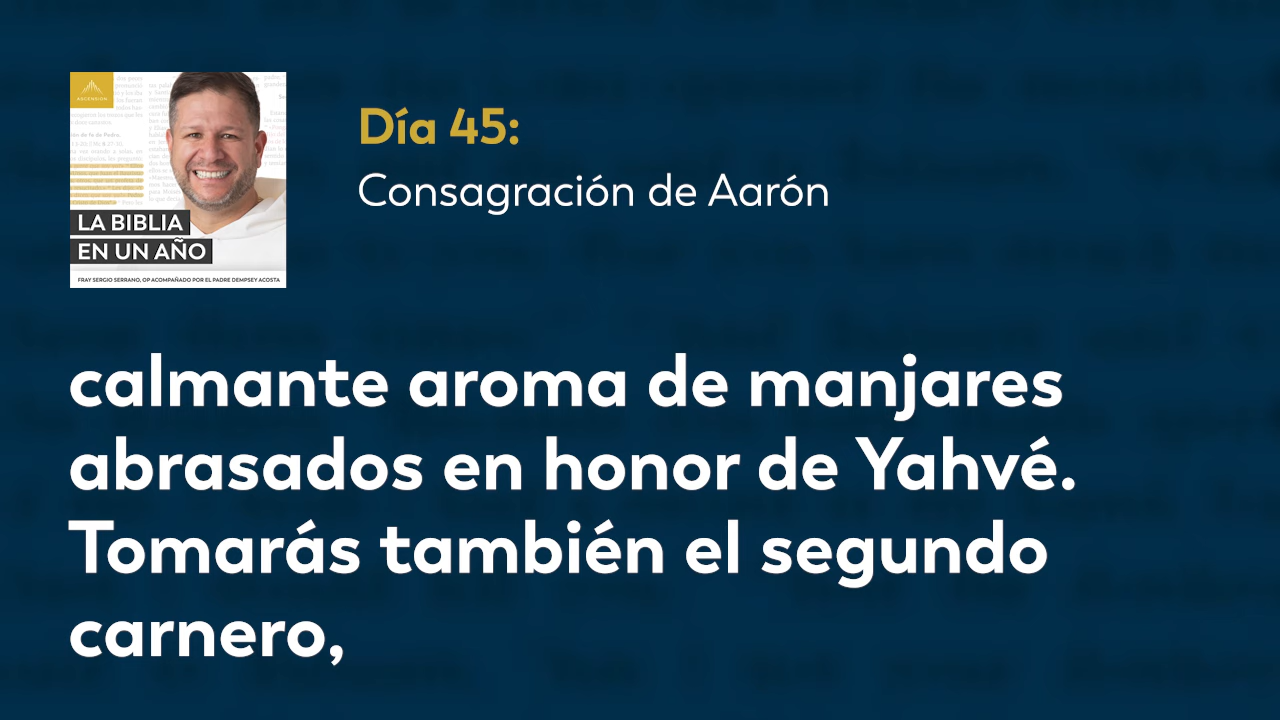 ASCENSION
LA BIBLIA
EN UN AÑO
FRAY SERGIO SERRANO, OP ACOMPAÑADO POR EL PADRE DEMPSEY ACOSTA
Día 45:
Consagración de Aarón
calmante aroma de manjares
abrasados en honor de Yahvé.
Tomarás también el segundo
carnero,